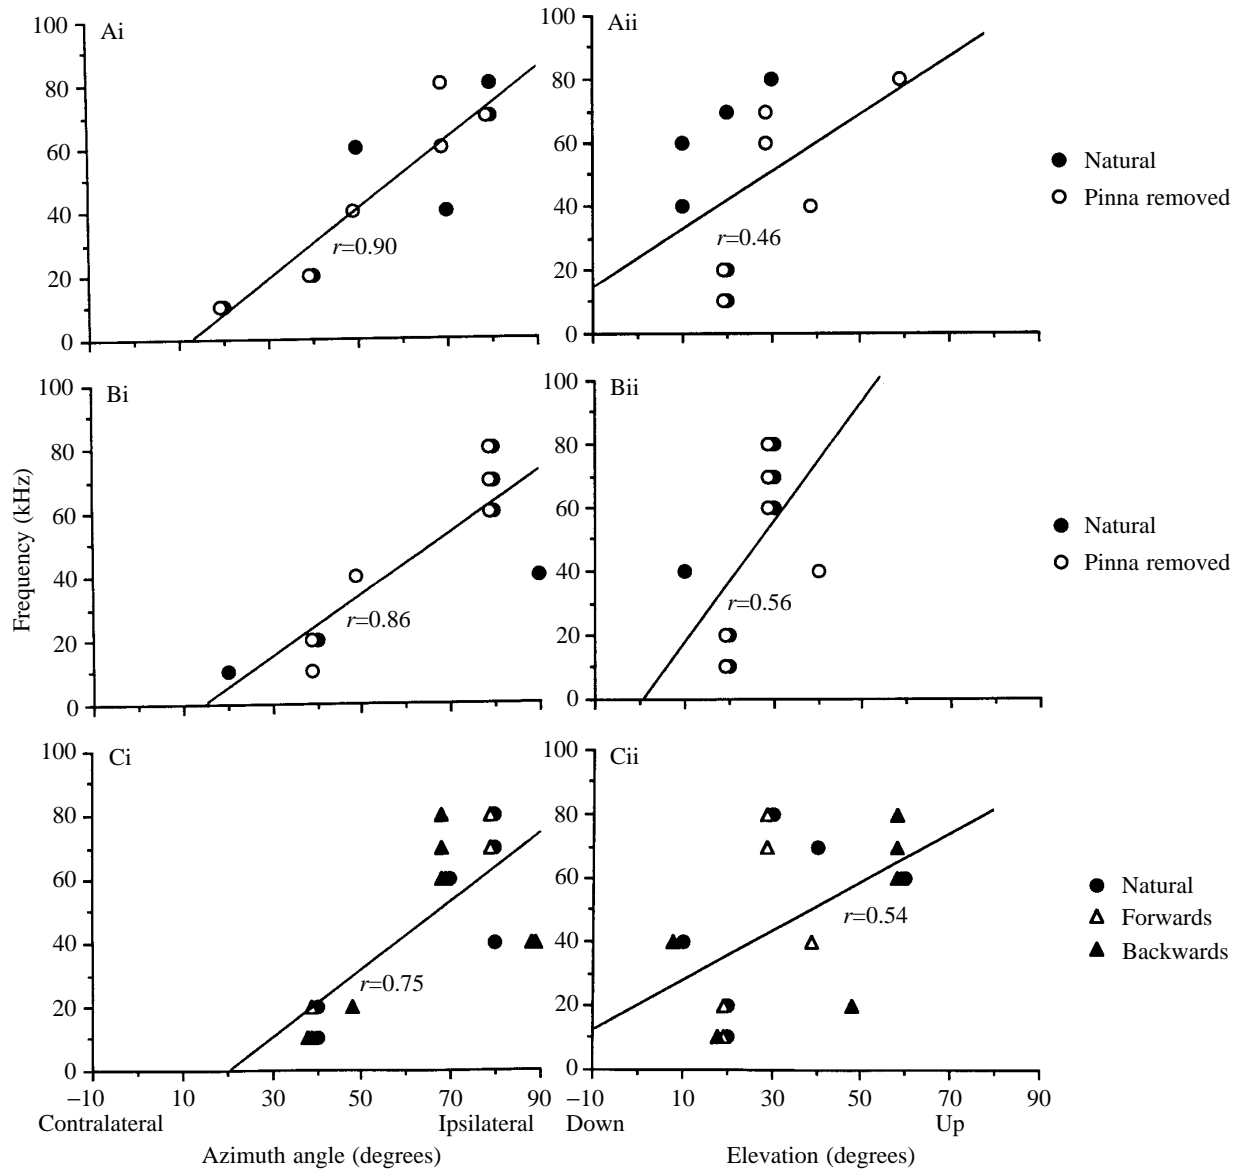 Ai
100
80
60
40
20
0
r=0.90
Aii
100
80
60
40
20
0
r=0.46
Natural
Pinna removed
Bi
100
80
60
40
20
0
r=0.86
Bii
100
80
60
40
20
0
r=0.56
Natural
Pinna removed
Frequency (kHz)
Ci
100
80
60
40
20
0
r=0.75
–10 10 30 50 70 90
Contralateral Ipsilateral
Azimuth angle (degrees)
Cii
100
80
60
40
20
0
r=0.54
–10 10 30 50 70 90
Down Up
Elevation (degrees)
Natural
Forwards
Backwards